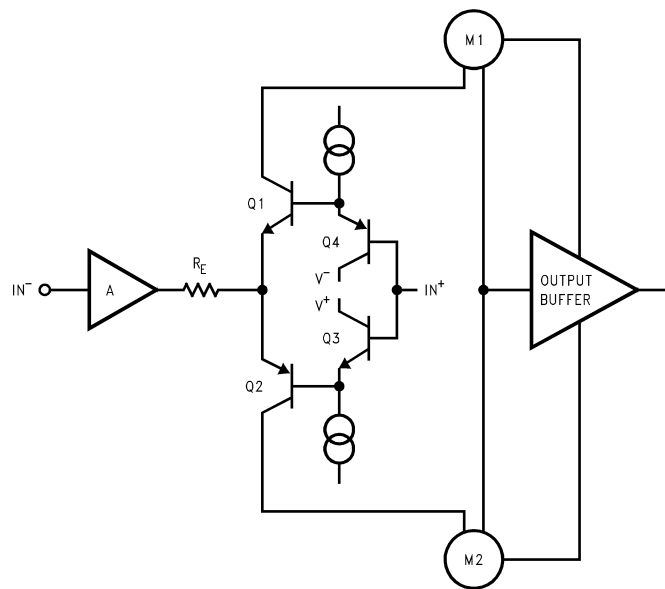 M1
Q1
Q4
R_E
V⁻
IN⁻
A
IN⁺
V⁺
OUTPUT
BUFFER
Q3
Q2
M2